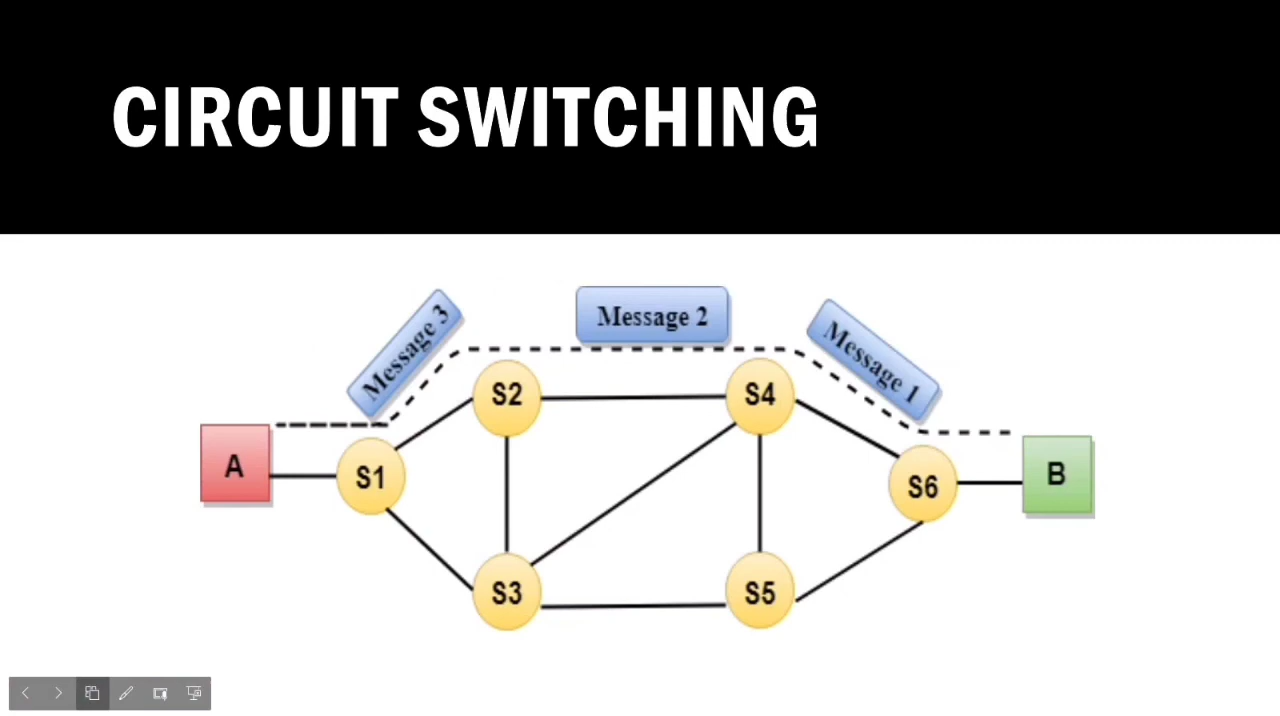 CIRCUIT SWITCHING
Message 3
Message 2
Message 1
S2
S4
A
S1
S6
B
S3
S5